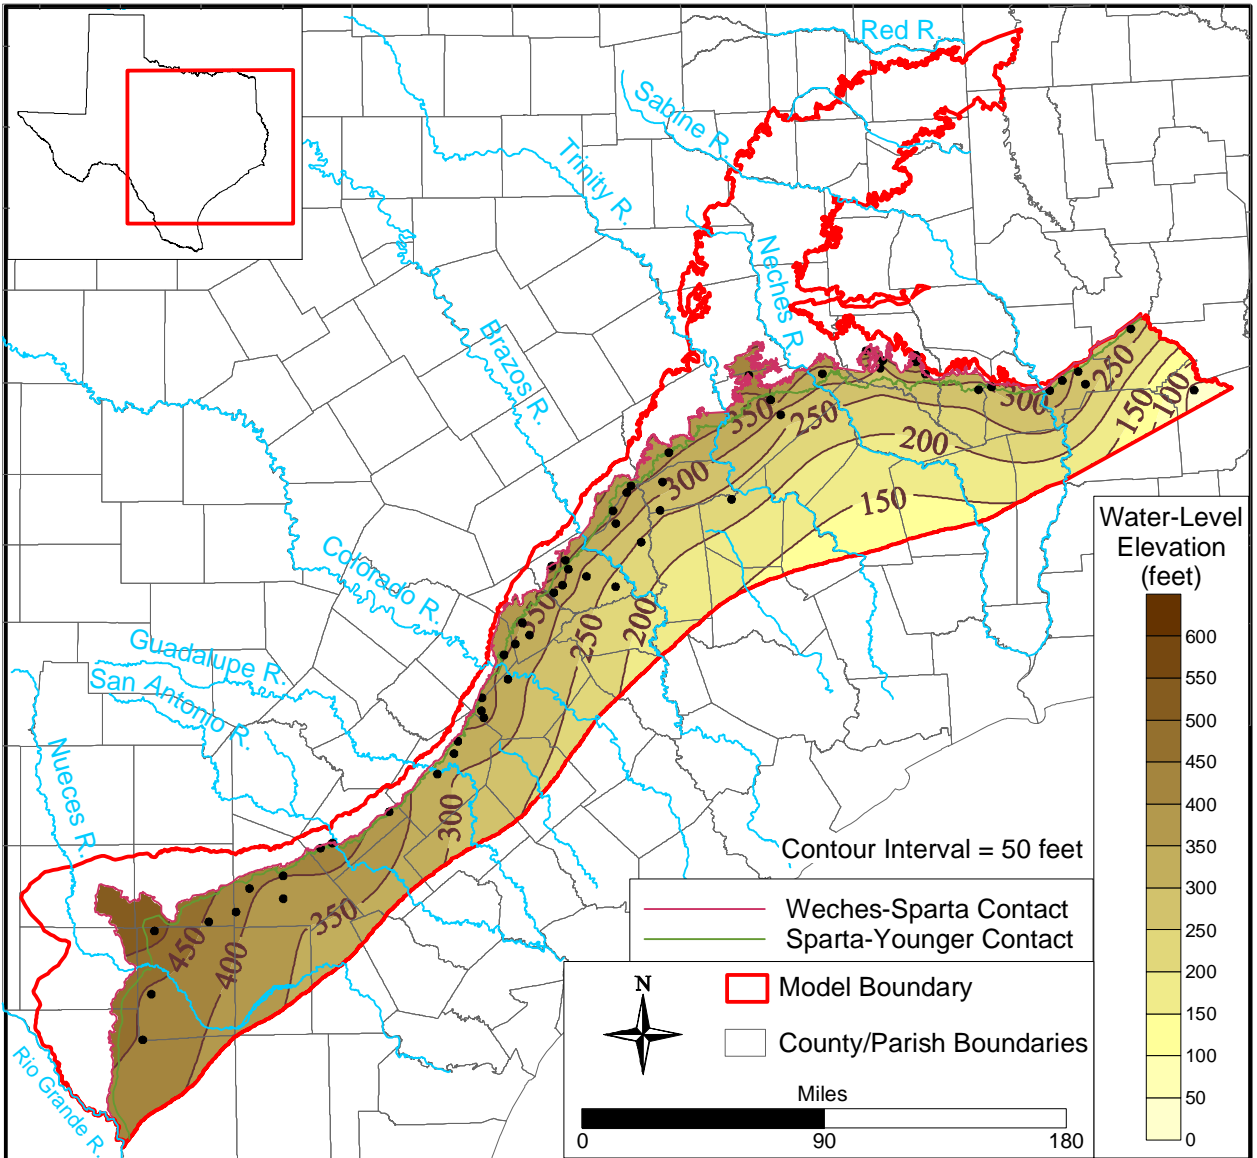 Red R.
Sabine R.
Trinity R.
Neches R.
Brazos R.
Colorado R.
Guadalupe R.
San Antonio R.
Nueces R.
Rio Grande R.
250
100
150
300
350
250
200
300
150
350
250
200
300
350
450
400
Water-Level
Elevation
(feet)
600
550
500
450
400
350
300
250
200
150
100
50
0
Contour Interval = 50 feet
Weches-Sparta Contact
Sparta-Younger Contact
N
Model Boundary
County/Parish Boundaries
Miles
0 90 180